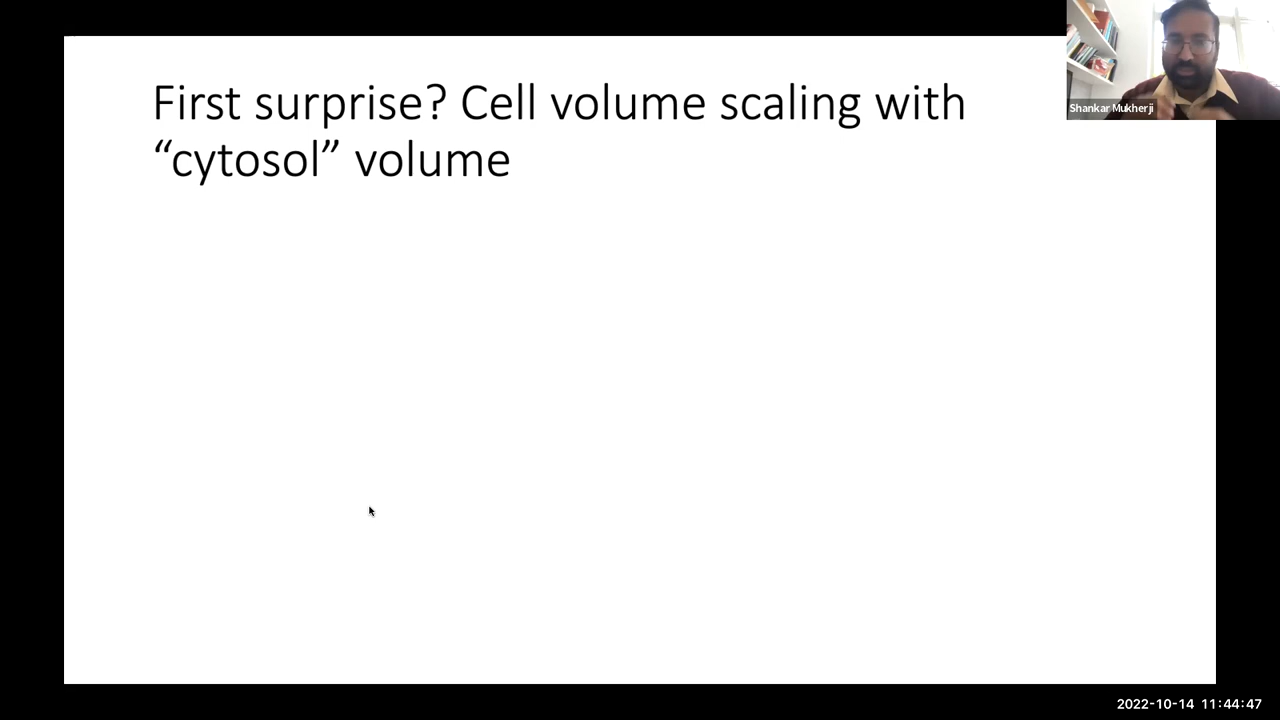 First surprise? Cell volume scaling with
“cytosol” volume
Shankar Mukherji
2022-10-14 11:44:47